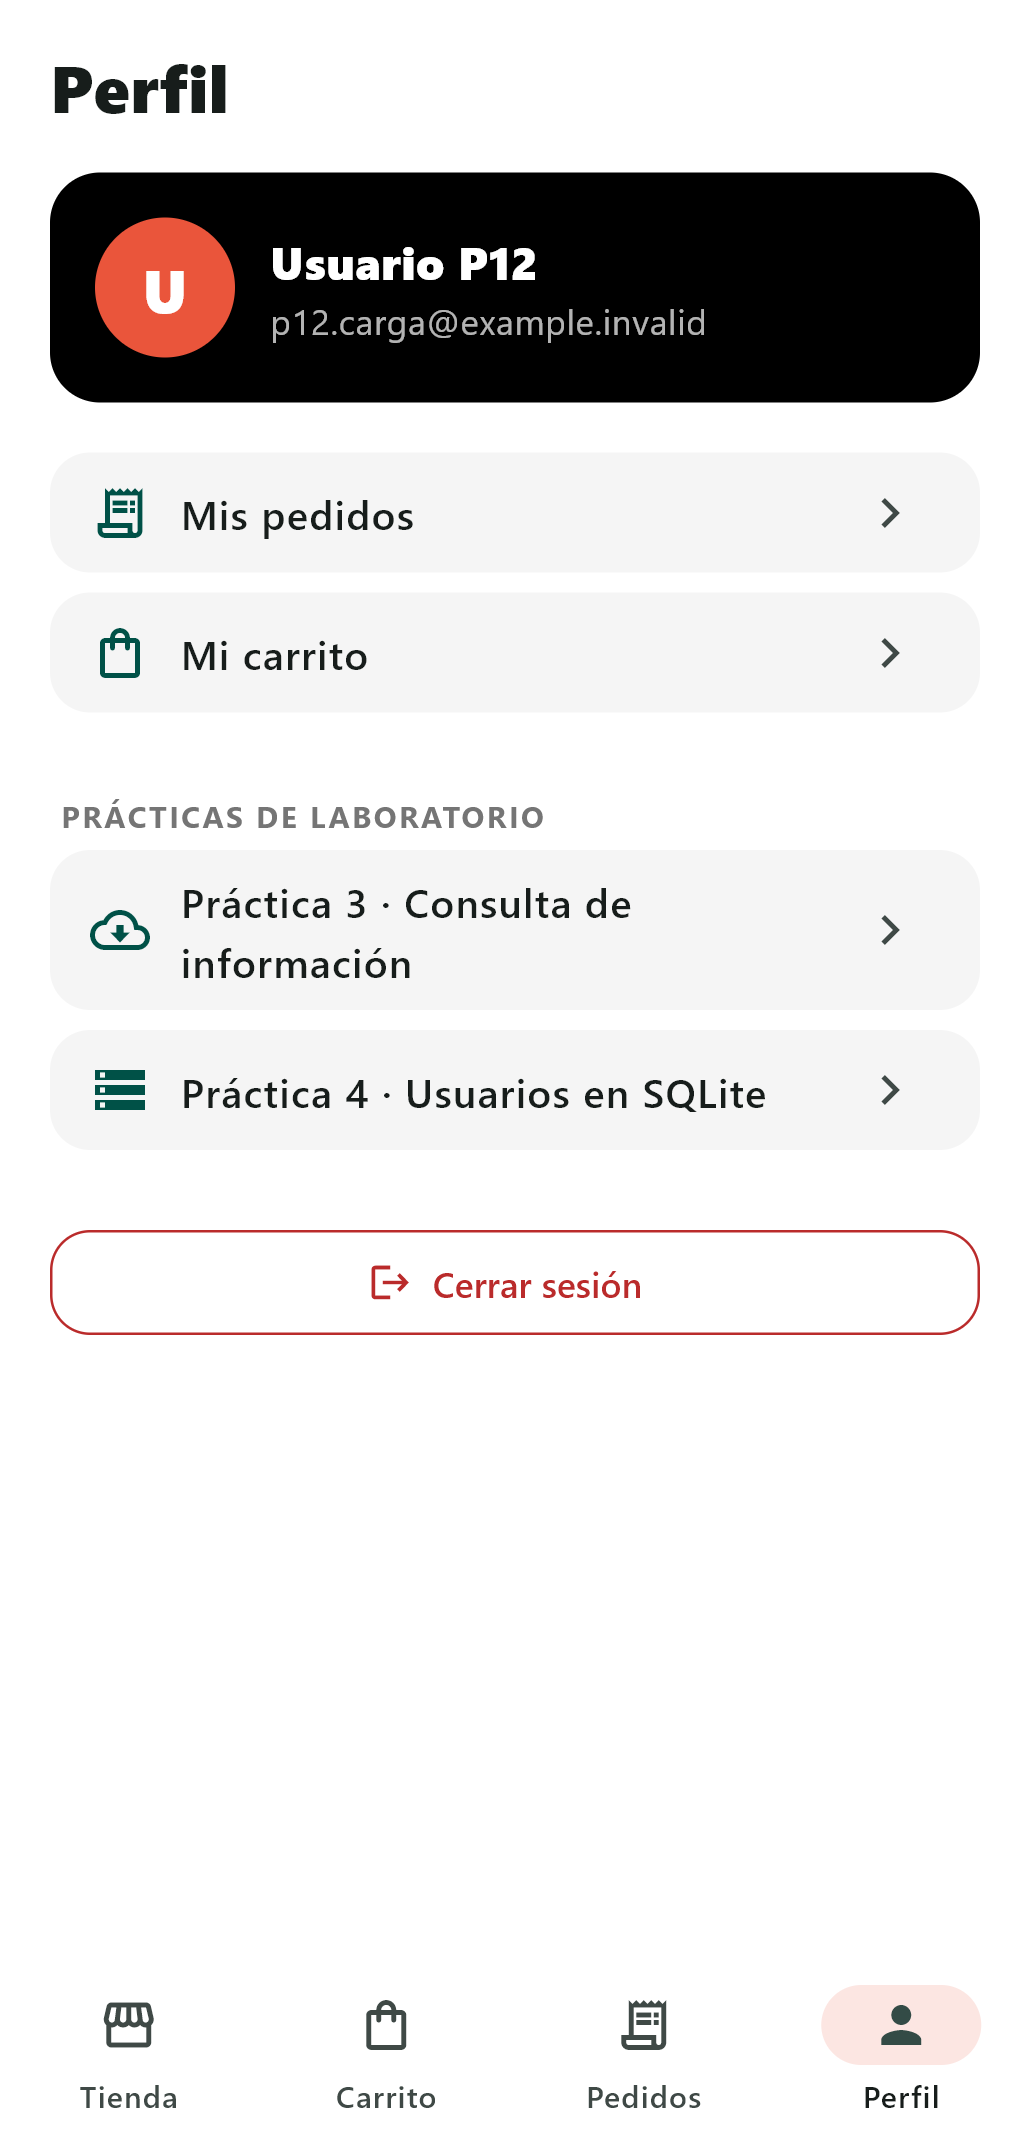 Perfil
U
Usuario P12
p12.carga@example.invalid
Mis pedidos
Mi carrito
PRÁCTICAS DE LABORATORIO
Práctica 3 · Consulta de
información
Práctica 4 · Usuarios en SQLite
Cerrar sesión
Tienda
Carrito
Pedidos
Perfil